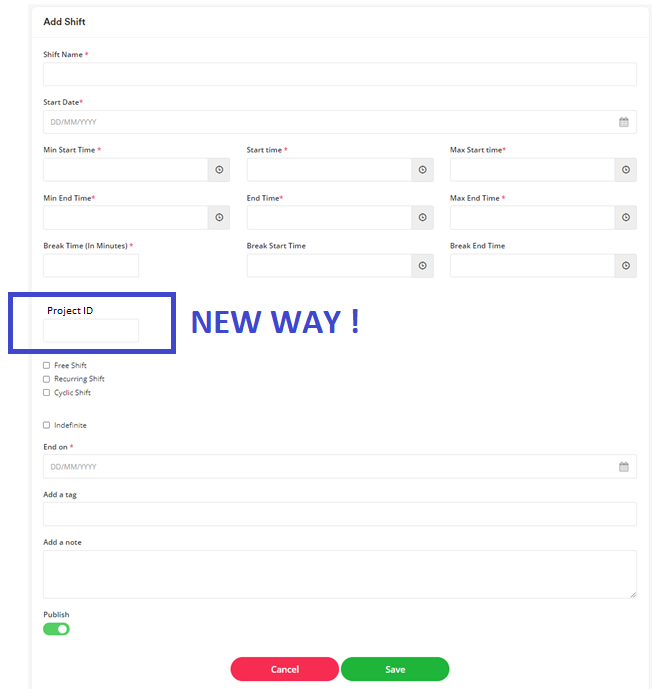 Add Shift
Shift Name *
Start Date*
DD/MM/YYYY
Min Start Time * Start time * Max Start time*
Min End Time* End Time* Max End Time *
Break Time (In Minutes) * Break Start Time Break End Time
Project ID
NEW WAY !
Free Shift
Recurring Shift
Cyclic Shift
Indefinite
End on *
DD/MM/YYYY
Add a tag
Add a note
Publish
Cancel Save